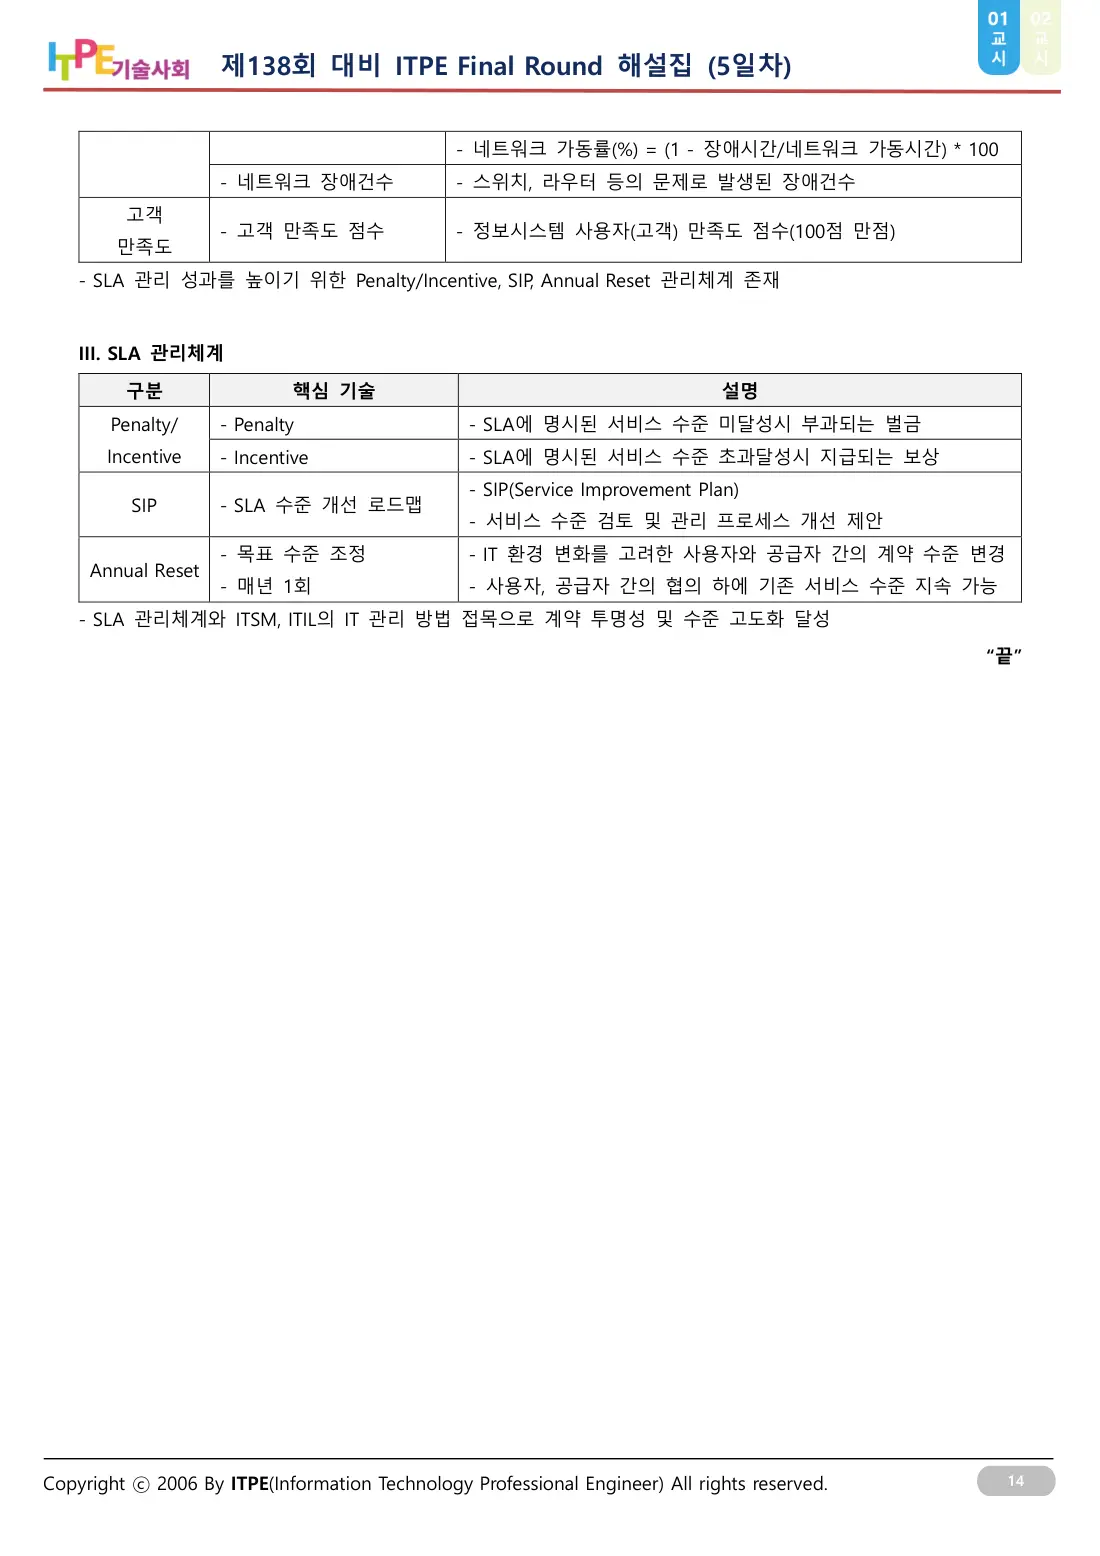 ITPE기술사회 제138회 대비 ITPE Final Round 해설집 (5일차)
01 교시
02 교시
- 네트워크 가동률(%) = (1 - 장애시간/네트워크 가동시간) * 100
- 네트워크 장애건수 - 스위치, 라우터 등의 문제로 발생된 장애건수
고객
만족도
- 고객 만족도 점수 - 정보시스템 사용자(고객) 만족도 점수(100점 만점)
- SLA 관리 성과를 높이기 위한 Penalty/Incentive, SIP, Annual Reset 관리체계 존재
III. SLA 관리체계
구분 핵심 기술 설명
Penalty/
Incentive
- Penalty - SLA에 명시된 서비스 수준 미달성시 부과되는 벌금
- Incentive - SLA에 명시된 서비스 수준 초과달성시 지급되는 보상
SIP - SLA 수준 개선 로드맵
- SIP(Service Improvement Plan)
- 서비스 수준 검토 및 관리 프로세스 개선 제안
Annual Reset
- 목표 수준 조정
- 매년 1회
- IT 환경 변화를 고려한 사용자와 공급자 간의 계약 수준 변경
- 사용자, 공급자 간의 협의 하에 기존 서비스 수준 지속 가능
- SLA 관리체계와 ITSM, ITIL의 IT 관리 방법 접목으로 계약 투명성 및 수준 고도화 달성
“끝”
Copyright ⓒ 2006 By ITPE(Information Technology Professional Engineer) All rights reserved.
14